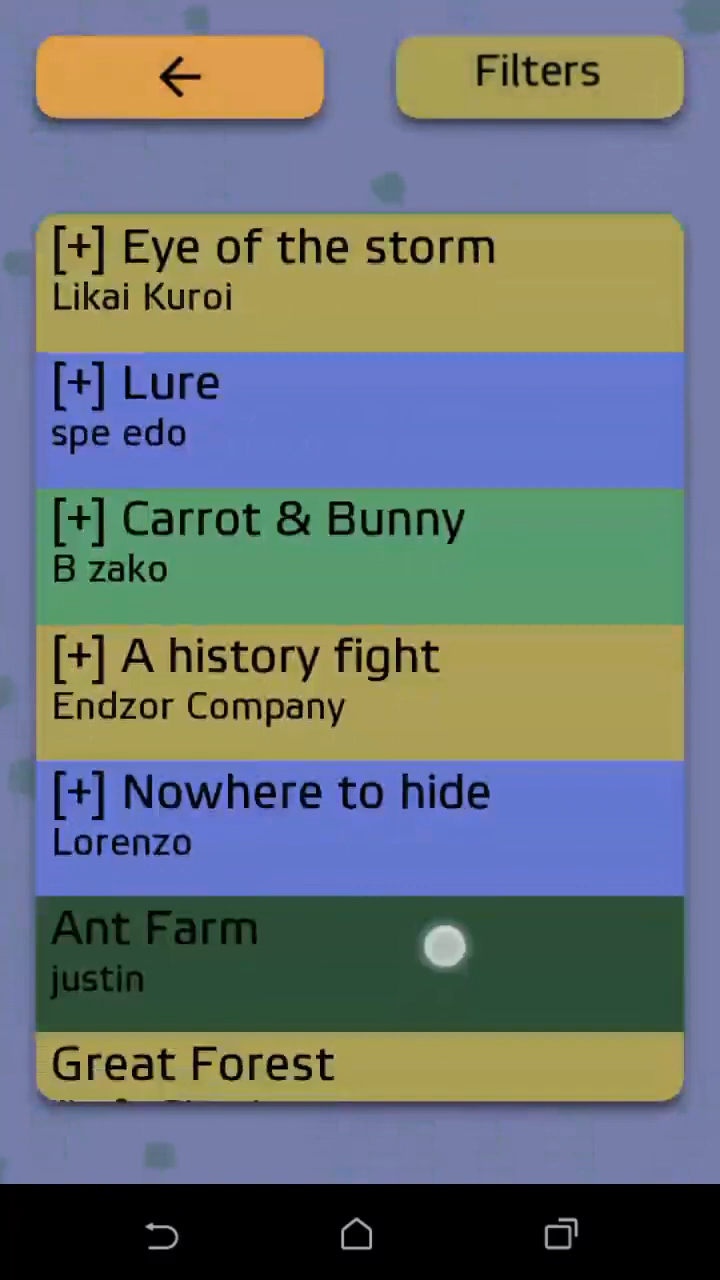 Filters
[+] Eye of the storm
Likai Kuroi
[+] Lure
spe edo
[+] Carrot & Bunny
B zako
[+] A history fight
Endzor Company
[+] Nowhere to hide
Lorenzo
Ant Farm
justin
Great Forest